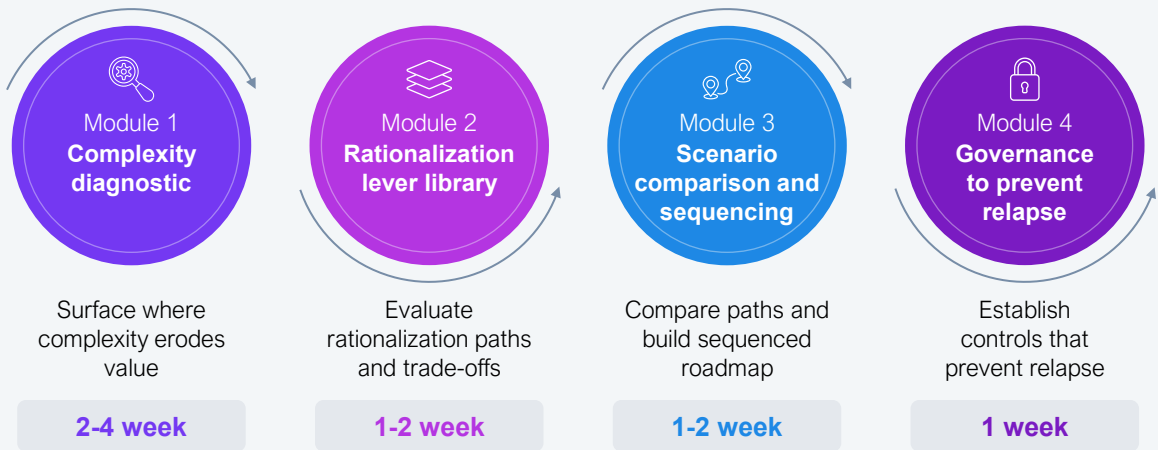 Module 1
Complexity
diagnostic
Surface where
complexity erodes
value
2-4 week
Module 2
Rationalization
lever library
Evaluate
rationalization paths
and trade-offs
1-2 week
Module 3
Scenario
comparison and
sequencing
Compare paths and
build sequenced
roadmap
1-2 week
Module 4
Governance
to prevent
relapse
Establish
controls that
prevent relapse
1 week